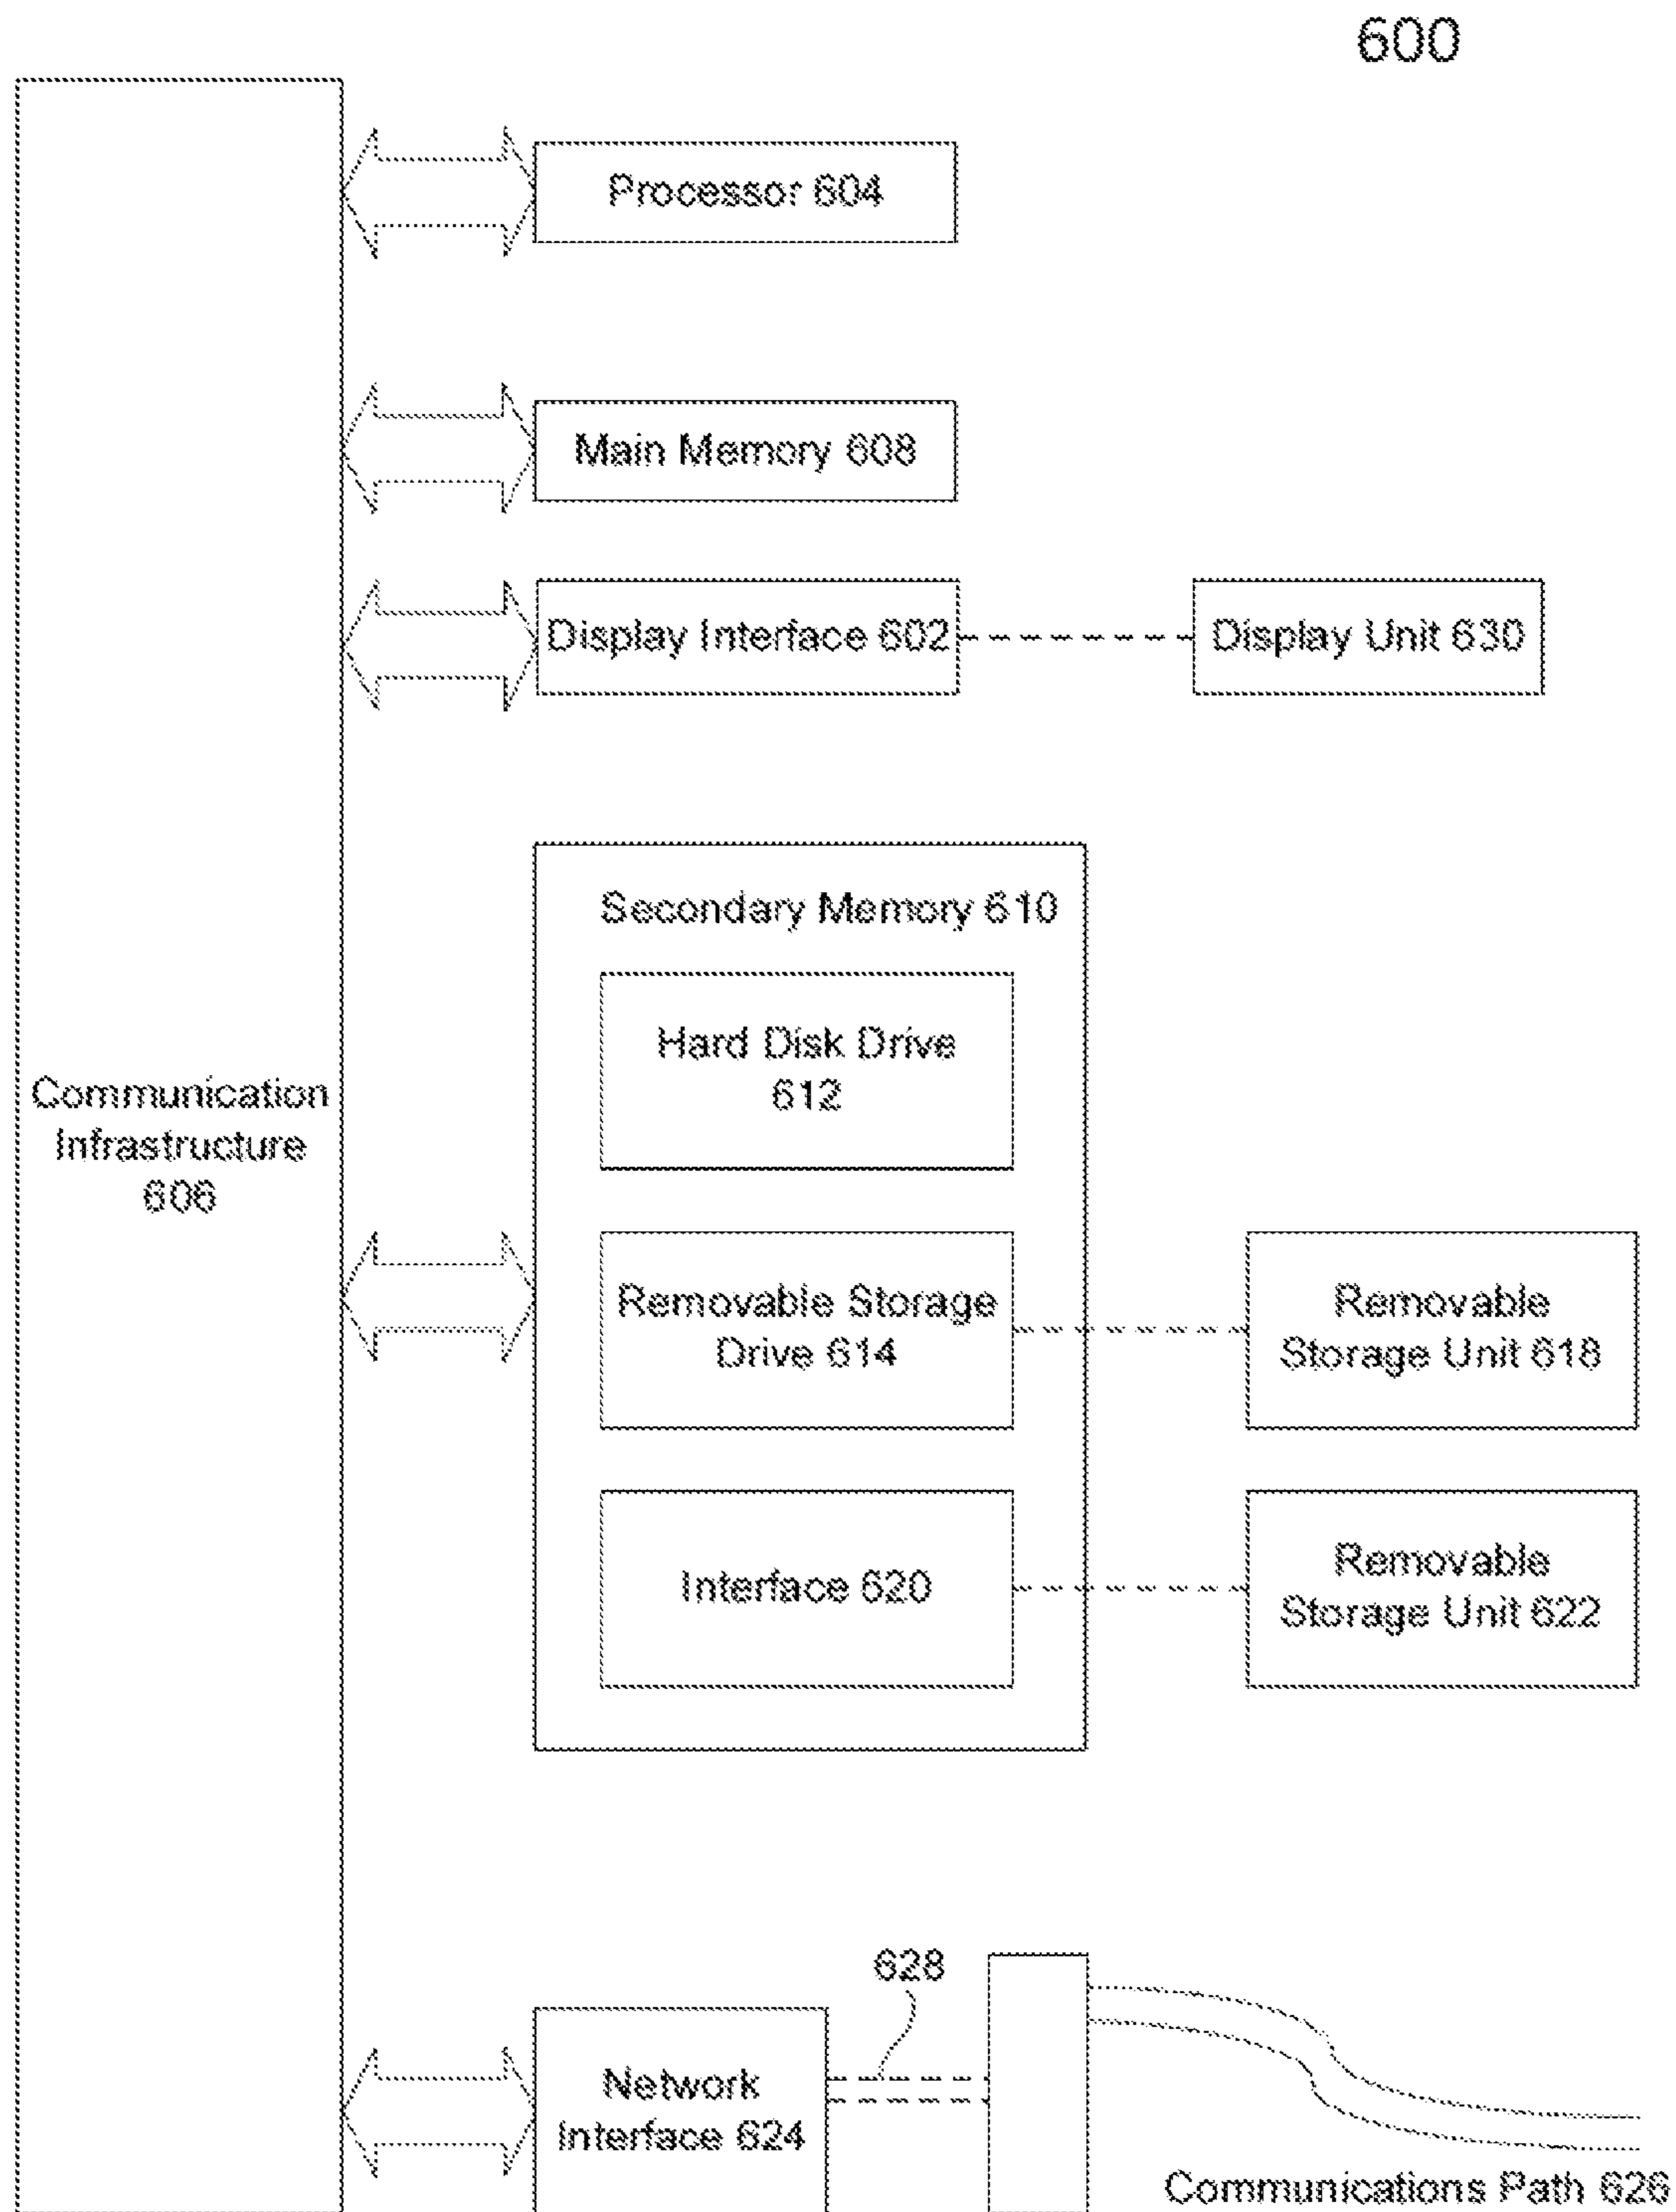 600
Processor 604
Main Memory 608
Display Interface 602
Display Unit 630
Secondary Memory 610
Hard Disk Drive
612
Communication
Infrastructure
606
Removable Storage
Drive 614
Removable
Storage Unit 618
Interface 620
Removable
Storage Unit 622
628
Network
Interface 624
Communications Path 626